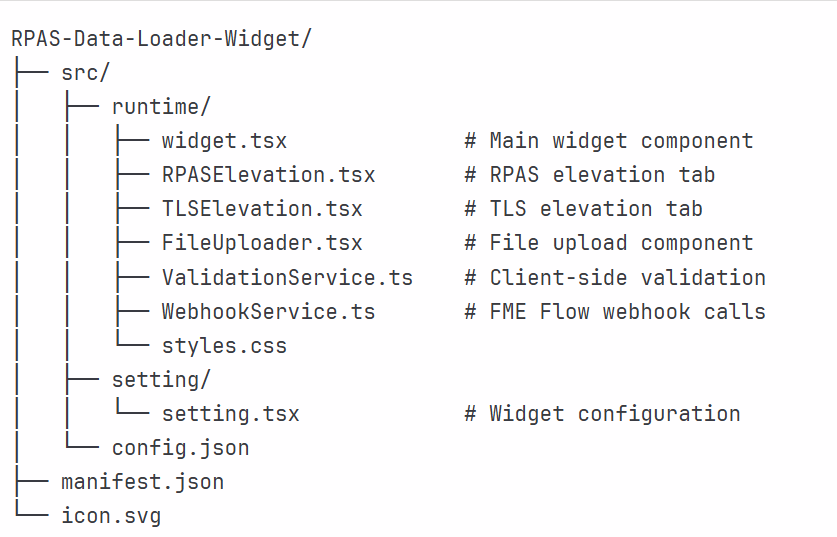 RPAS-Data-Loader-Widget/
├── src/
│   ├── runtime/
│   │   ├── widget.tsx              # Main widget component
│   │   ├── RPASElevation.tsx       # RPAS elevation tab
│   │   ├── TLSElevation.tsx        # TLS elevation tab
│   │   ├── FileUploader.tsx        # File upload component
│   │   ├── ValidationService.ts    # Client-side validation
│   │   ├── WebhookService.ts       # FME Flow webhook calls
│   │   └── styles.css
│   ├── setting/
│   │   └── setting.tsx             # Widget configuration
│   └── config.json
├── manifest.json
└── icon.svg